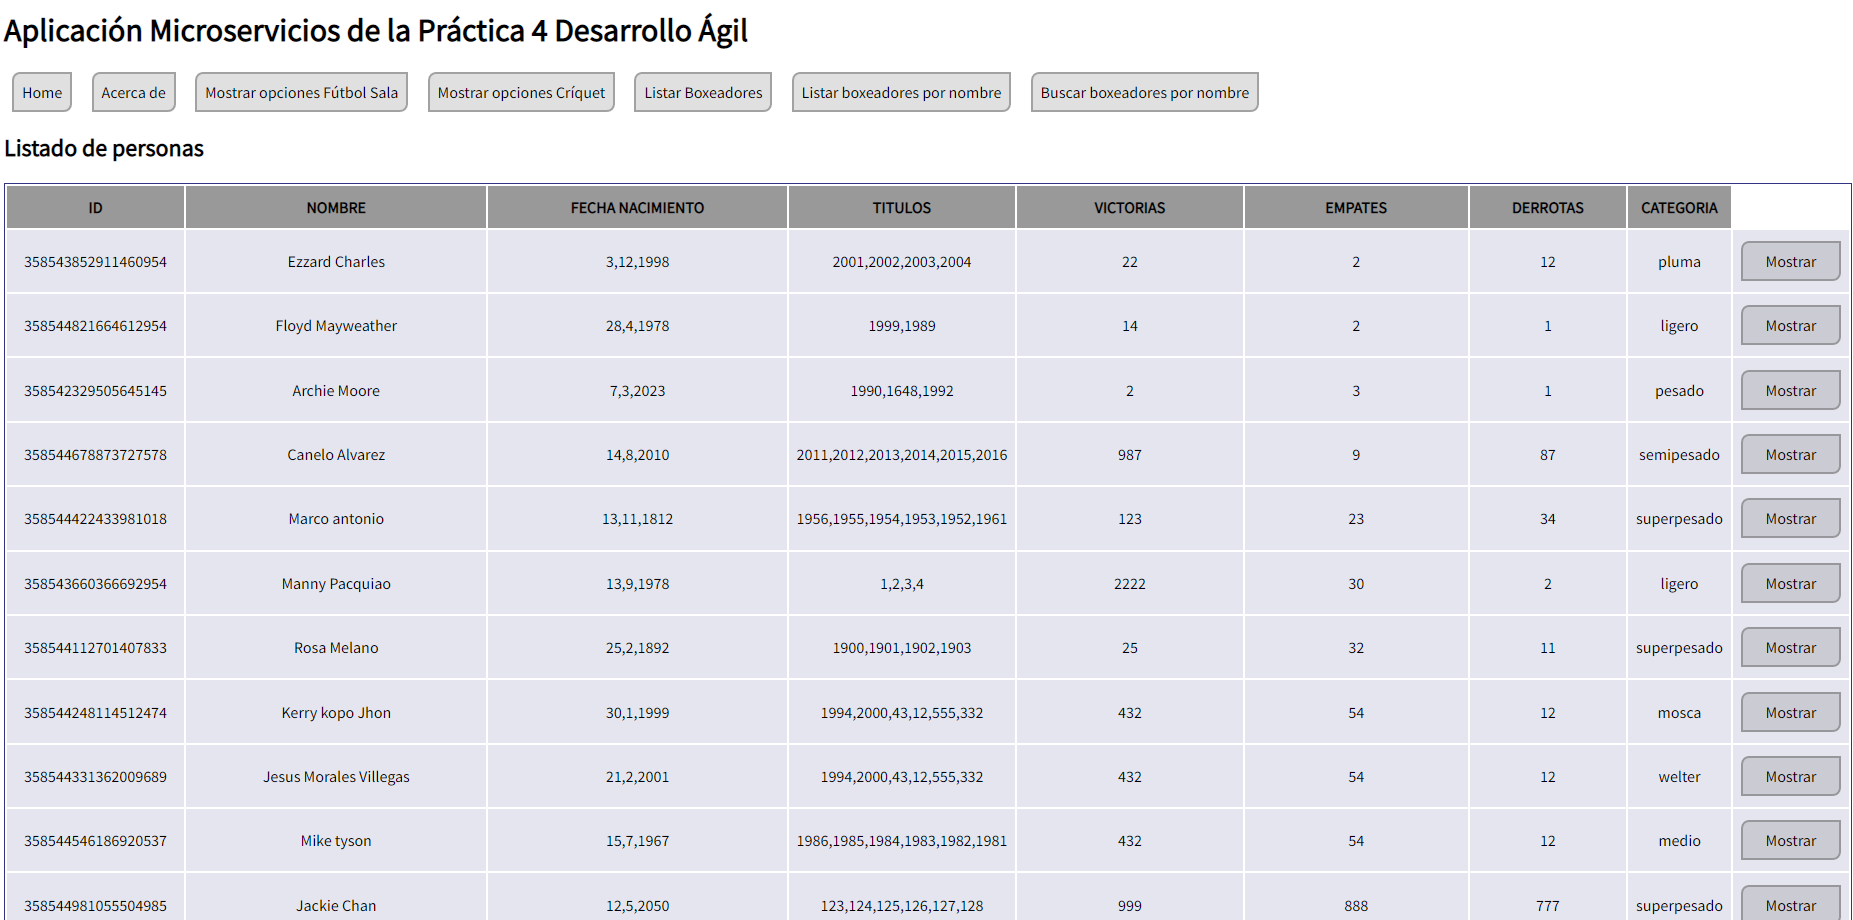 Aplicación Microservicios de la Práctica 4 Desarrollo Ágil
Home Acerca de Mostrar opciones Fútbol Sala Mostrar opciones Críquet Listar Boxeadores Listar boxeadores por nombre Buscar boxeadores por nombre
Listado de personas
ID NOMBRE FECHA NACIMIENTO TITULOS VICTORIAS EMPATES DERROTAS CATEGORIA
358543852911460954 Ezzard Charles 3,12,1998 2001,2002,2003,2004 22 2 12 pluma Mostrar
358544821664612954 Floyd Mayweather 28,4,1978 1999,1989 14 2 1 ligero Mostrar
358542329505645145 Archie Moore 7,3,2023 1990,1648,1992 2 3 1 pesado Mostrar
358544678873727578 Canelo Alvarez 14,8,2010 2011,2012,2013,2014,2015,2016 987 9 87 semipesado Mostrar
358544422433981018 Marco antonio 13,11,1812 1956,1955,1954,1953,1952,1961 123 23 34 superpesado Mostrar
358543660366692954 Manny Pacquiao 13,9,1978 1,2,3,4 2222 30 2 ligero Mostrar
358544112701407833 Rosa Melano 25,2,1892 1900,1901,1902,1903 25 32 11 superpesado Mostrar
358544248114512474 Kerry kopo Jhon 30,1,1999 1994,2000,43,12,555,332 432 54 12 mosca Mostrar
358544331362009689 Jesus Morales Villegas 21,2,2001 1994,2000,43,12,555,332 432 54 12 welter Mostrar
358544546186920537 Mike tyson 15,7,1967 1986,1985,1984,1983,1982,1981 432 54 12 medio Mostrar
358544981055504985 Jackie Chan 12,5,2050 123,124,125,126,127,128 999 888 777 superpesado Mostrar